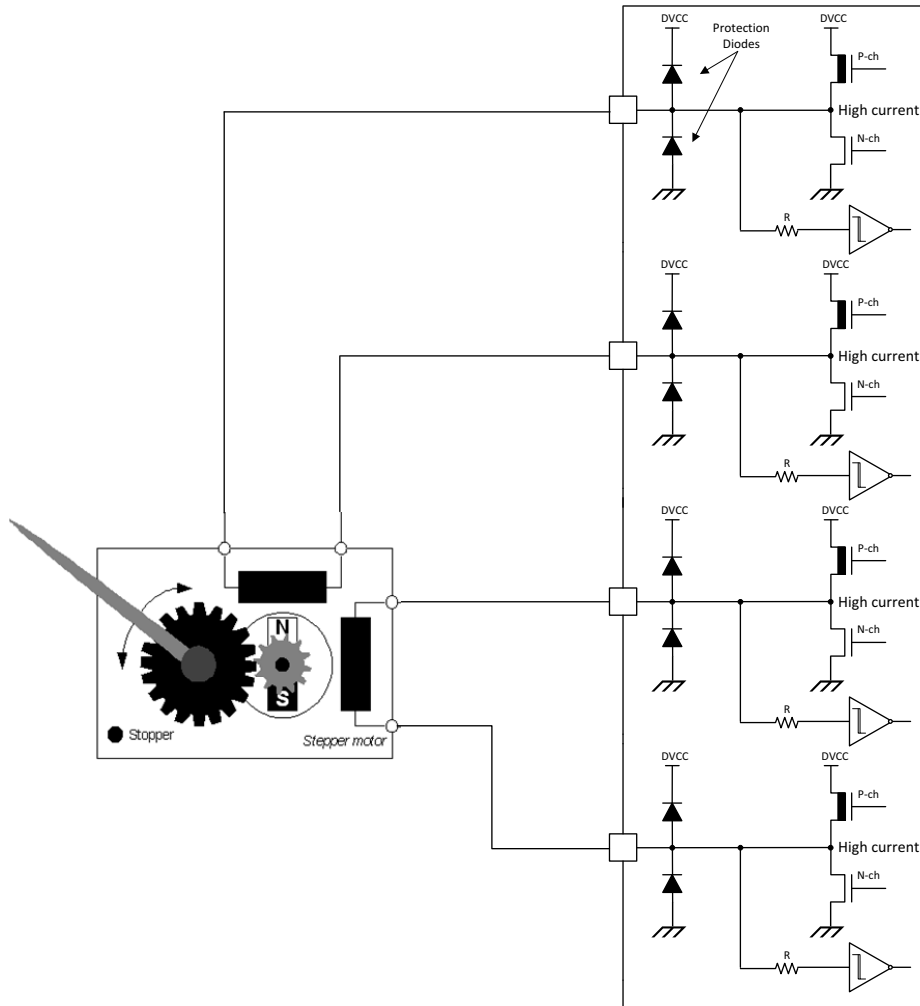 DVCC
Protection
Diodes
DVCC
P-ch
High current
N-ch
R
DVCC
DVCC
P-ch
High current
N-ch
R
DVCC
DVCC
P-ch
High current
N-ch
R
N
S
Stopper
Stepper motor
DVCC
DVCC
P-ch
High current
N-ch
R